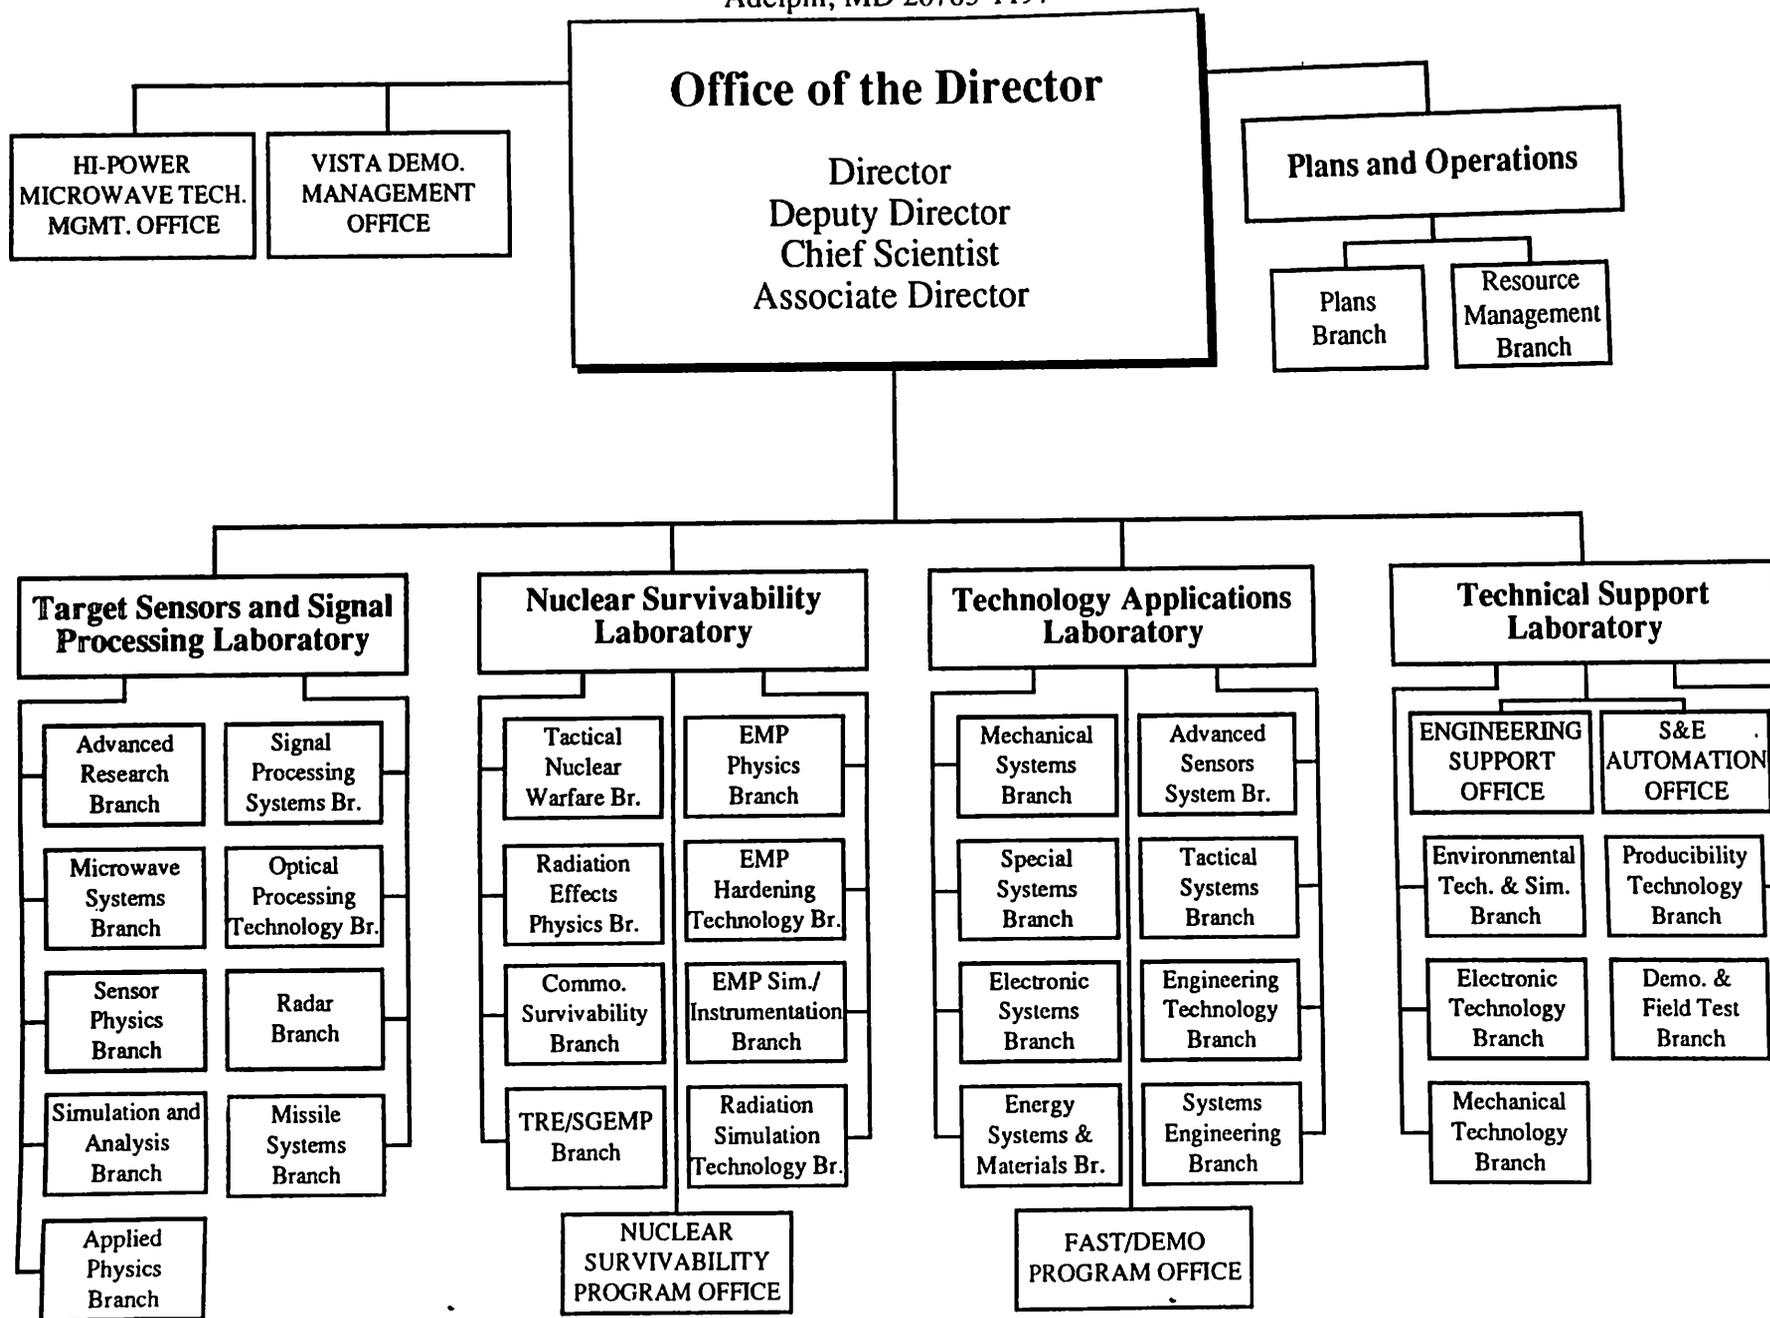 Adelphi, MD 20783-1197
Office of the Director
Director
Deputy Director
Chief Scientist
Associate Director
HI-POWER
MICROWAVE TECH.
MGMT. OFFICE
VISTA DEMO.
MANAGEMENT
OFFICE
Plans and Operations
Plans
Branch
Resource
Management
Branch
Target Sensors and Signal
Processing Laboratory
Advanced
Research
Branch
Signal
Processing
Systems Br.
Microwave
Systems
Branch
Optical
Processing
Technology Br.
Sensor
Physics
Branch
Radar
Branch
Simulation and
Analysis
Branch
Missile
Systems
Branch
Applied
Physics
Branch
Nuclear Survivability
Laboratory
Tactical
Nuclear
Warfare Br.
EMP
Physics
Branch
Radiation
Effects
Physics Br.
EMP
Hardening
Technology Br.
Commo.
Survivability
Branch
EMP Sim./
Instrumentation
Branch
TRE/SGEMP
Branch
Radiation
Simulation
Technology Br.
NUCLEAR
SURVIVABILITY
PROGRAM OFFICE
Technology Applications
Laboratory
Mechanical
Systems
Branch
Advanced
Sensors
System Br.
Special
Systems
Branch
Tactical
Systems
Branch
Electronic
Systems
Branch
Engineering
Technology
Branch
Energy
Systems &
Materials Br.
Systems
Engineering
Branch
FAST/DEMO
PROGRAM OFFICE
Technical Support
Laboratory
ENGINEERING
SUPPORT
OFFICE
S&E
AUTOMATION
OFFICE
Environmental
Tech. & Sim.
Branch
Producibility
Technology
Branch
Electronic
Technology
Branch
Demo. &
Field Test
Branch
Mechanical
Technology
Branch